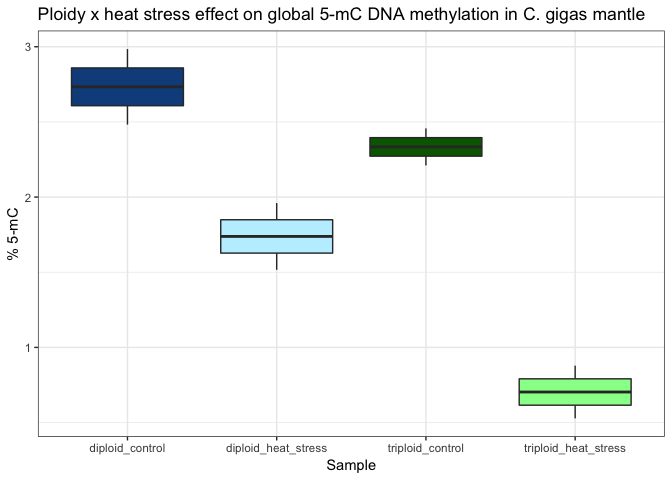 Ploidy x heat stress effect on global 5-mC DNA methylation in C. gigas mantle
3
2
1
% 5-mC
diploid_control diploid_heat_stress triploid_control triploid_heat_stress
Sample